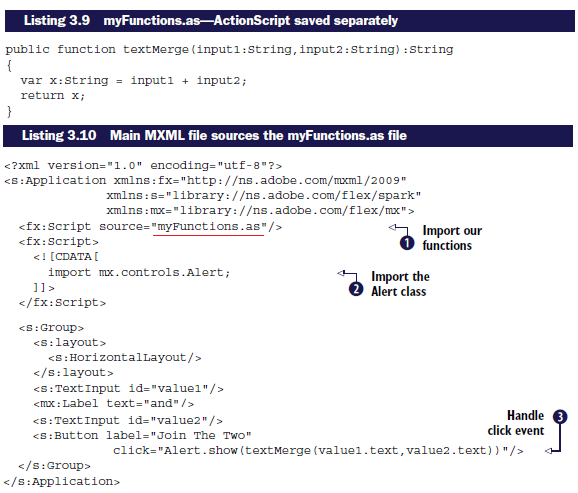 Listing 3.9 myFunctions.as—ActionScript saved separately
public function textMerge(input1:String,input2:String):String
{
var x:String = input1 + input2;
return x;
}
Listing 3.10 Main MXML file sources the myFunctions.as file
<?xml version="1.0" encoding="utf-8"?>
<s:Application xmlns:fx="http://ns.adobe.com/mxml/2009"
xmlns:s="library://ns.adobe.com/flex/spark"
xmlns:mx="library://ns.adobe.com/flex/mx">
<fx:Script source="myFunctions.as"/>
1 Import our
functions
<fx:Script>
<![CDATA[
import mx.controls.Alert;
2 Import the
Alert class
]]>
</fx:Script>
<s:Group>
<s:layout>
<s:HorizontalLayout/>
</s:layout>
<s:TextInput id="value1"/>
<mx:Label text="and"/>
<s:TextInput id="value2"/>
<s:Button label="Join The Two"
Handle 3
click event
click="Alert.show(textMerge(value1.text,value2.text))"/>
</s:Group>
</s:Application>